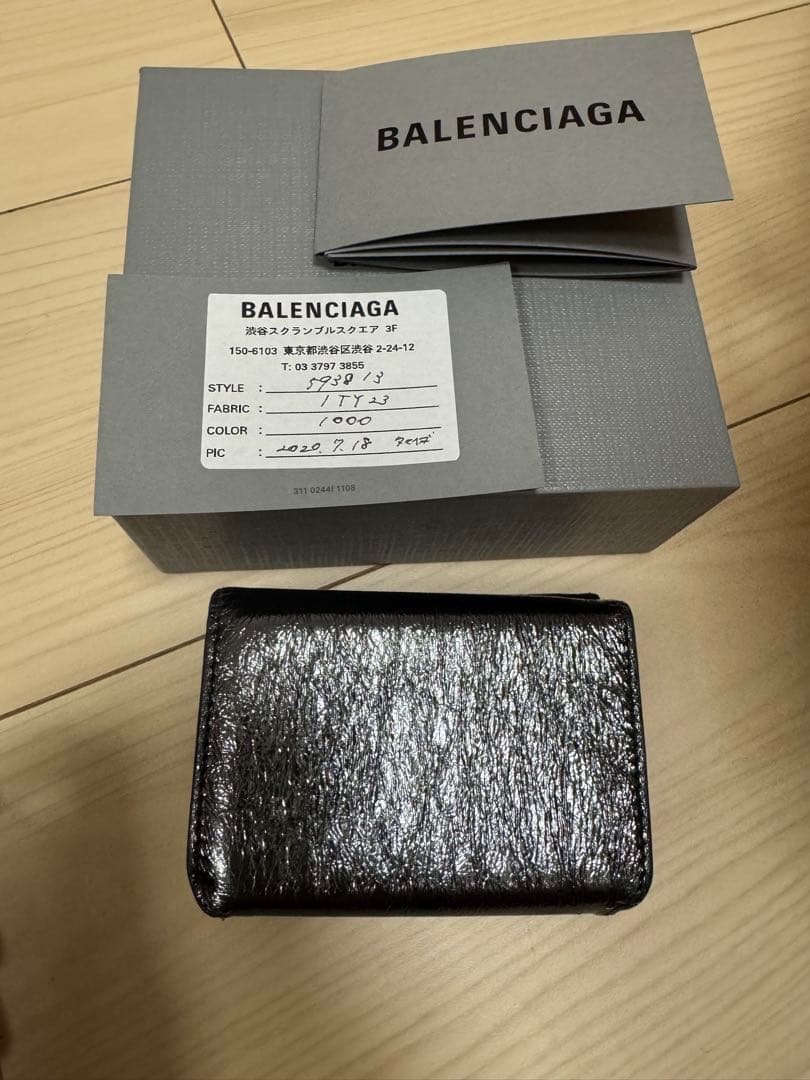 BALENCIAGA
BALENCIAGA
渋谷スクランブルスクエア 3F
150-6103 東京都渋谷区渋谷 2-24-12
T: 03 3797 3855
STYLE : 593813
FABRIC : 1TY23
COLOR : 1000
PIC : 2020.7.18
311 0244I 1108